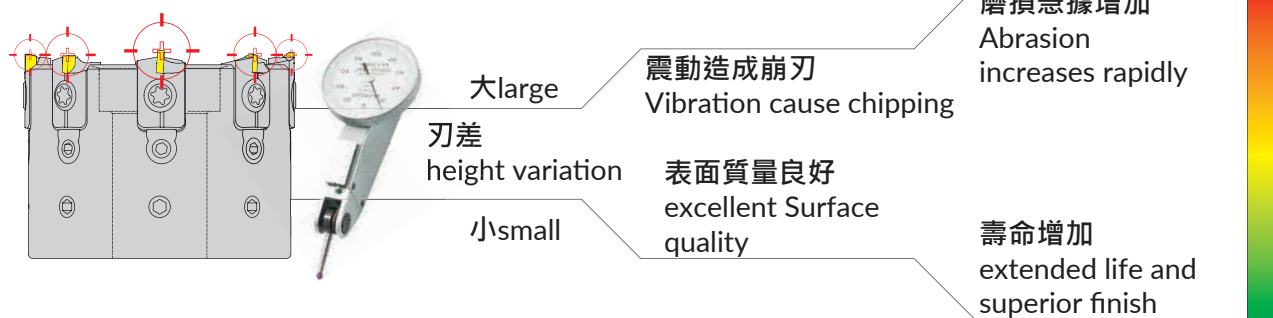 磨損急據增加
Abrasion
increases rapidly
震動造成崩刃
Vibration cause chipping
大large
刃差
height variation
表面質量良好
excellent Surface
quality
小small
壽命增加
extended life and
superior finish